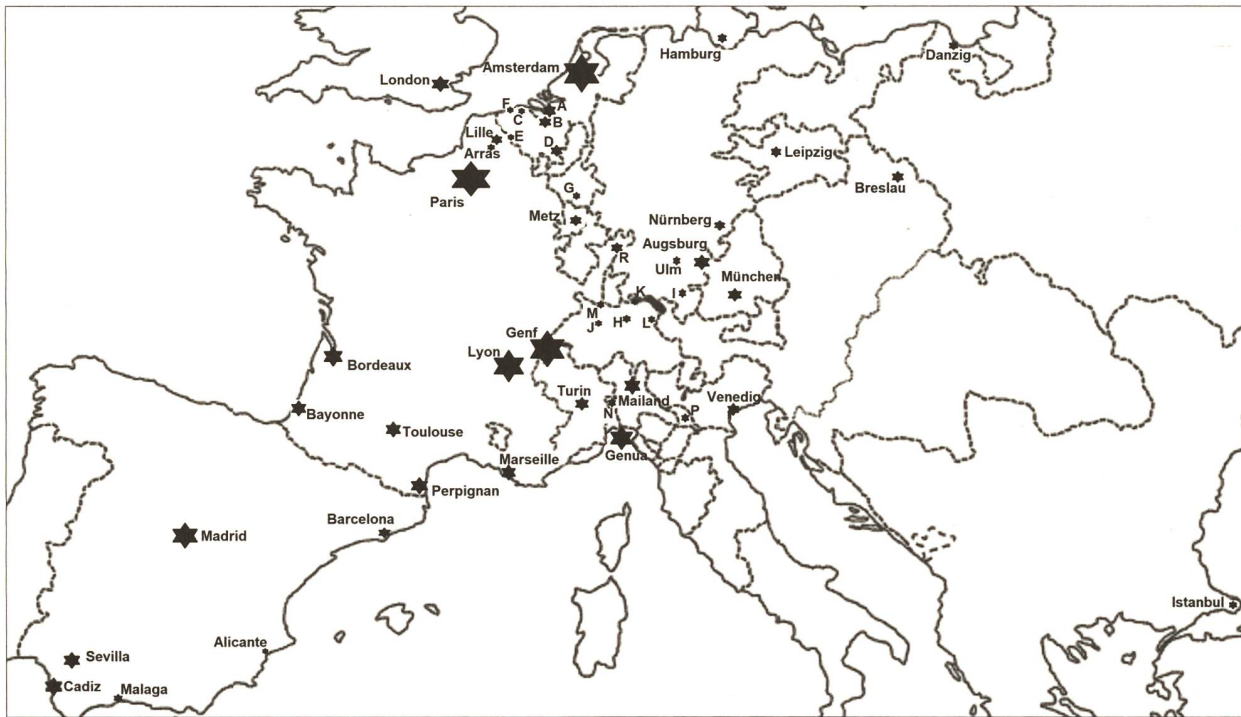 Hamburg
Danzig
Amsterdam
London
F
A
C
B
Lille
E
D
Arras
Leipzig
Breslau
G
Paris
Metz
Nürnberg
Augsburg
R
Ulm
München
K
I
M
J
H
L
Genf
Lyon
Bordeaux
Turin
Mailand
Venedig
N
P
Bayonne
Toulouse
Genua
Marseille
Perpignan
Barcelona
Madrid
Istanbul
Alicante
Sevilla
Cadiz
Malaga